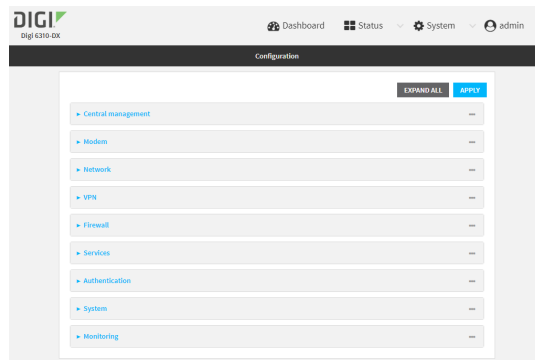 DIGI
Digi 6310-DX
Dashboard Status System admin
Configuration
EXPAND ALL APPLY
Central management
Modem
Network
VPN
Firewall
Services
Authentication
System
Monitoring